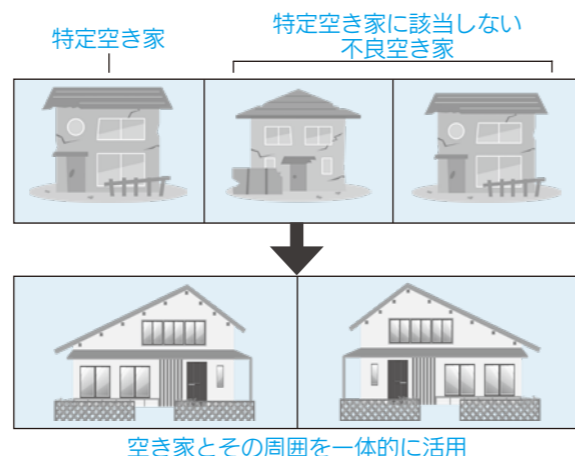 特定空き家
特定空き家に該当しない
不良空き家
空き家とその周囲を一体的に活用